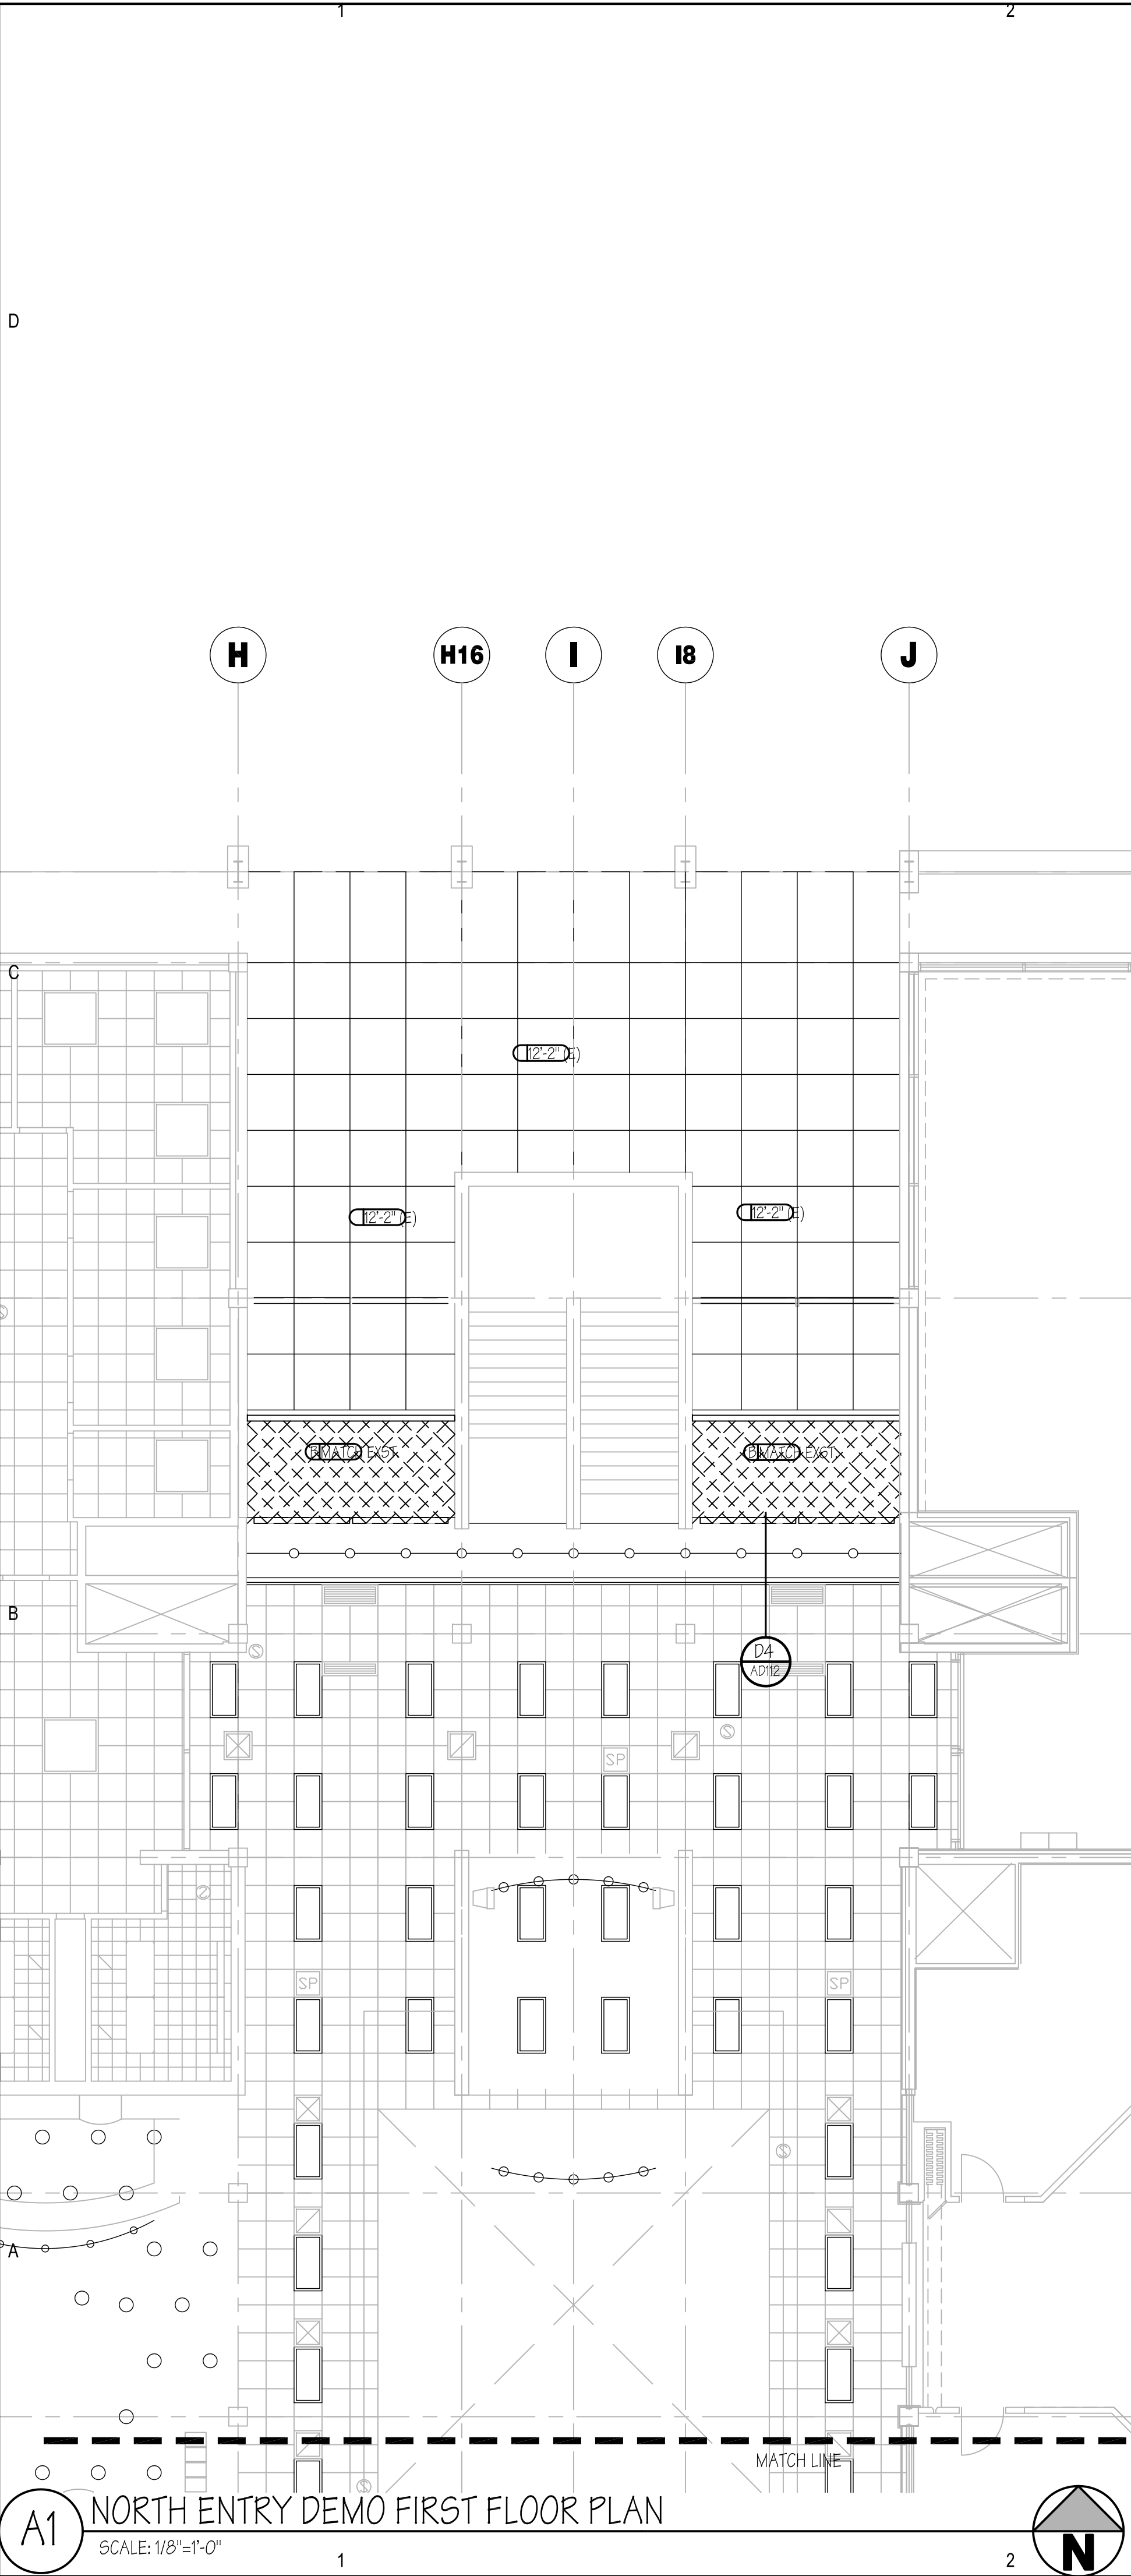 1 2
D
H H16 I I8 J
C
12'-2" (E)
12'-2" (E) 12'-2" (E)
B MATCH EXST. B MATCH EXGT.
B
D4
AD112
SP
SP SP
A
MATCH LINE
A1 NORTH ENTRY DEMO FIRST FLOOR PLAN
SCALE: 1/8"=1'-0"
N
1 2